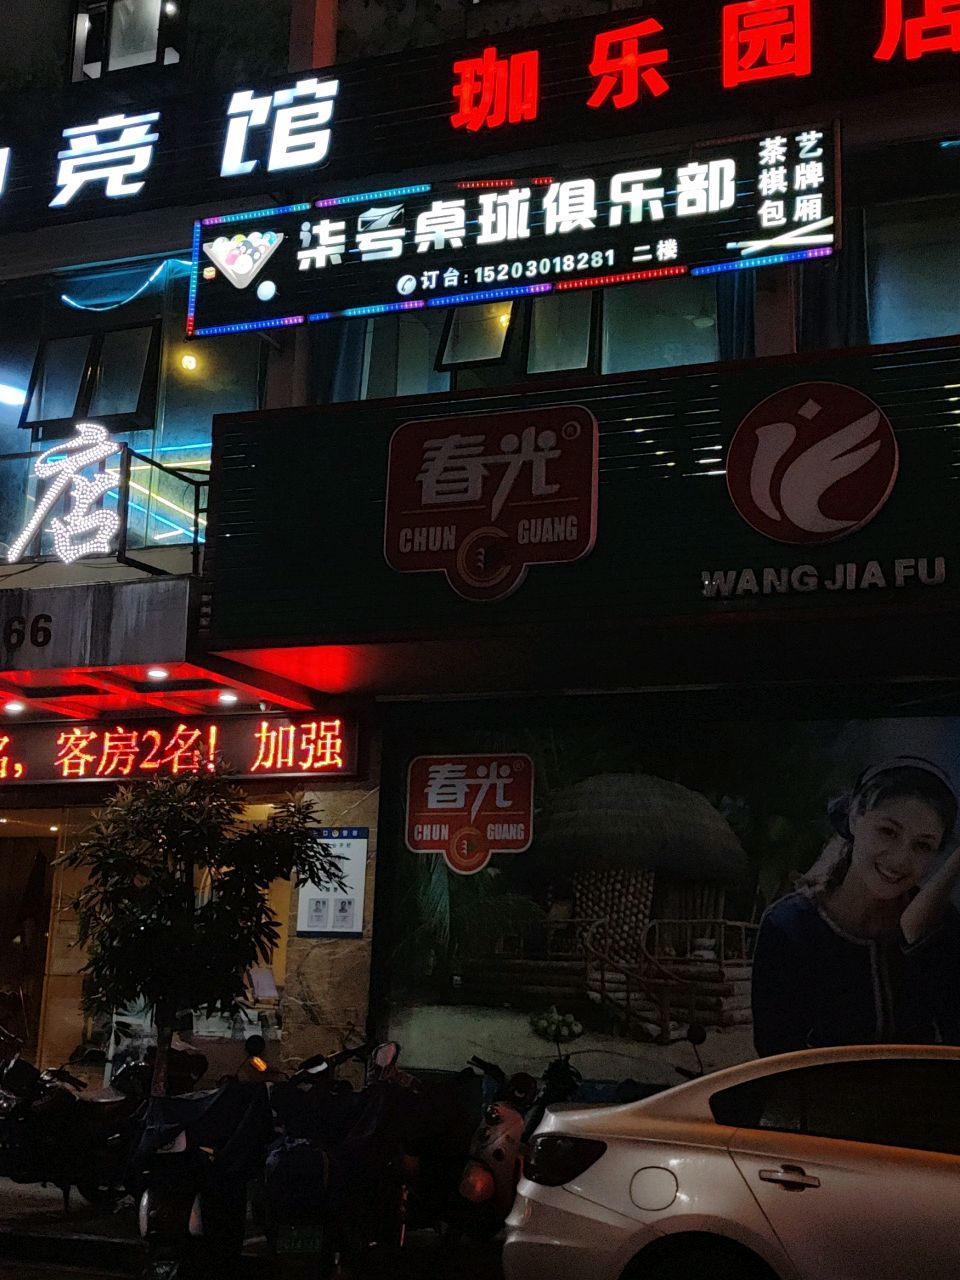 竞馆 珈乐园店
柒号桌球俱乐部
订台:15203018281 二楼
艺牌厢
茶棋包
春光®
CHUN GUANG
WANG JIA FU
店
66
客房2名! 加强
春光®
CHUN GUANG